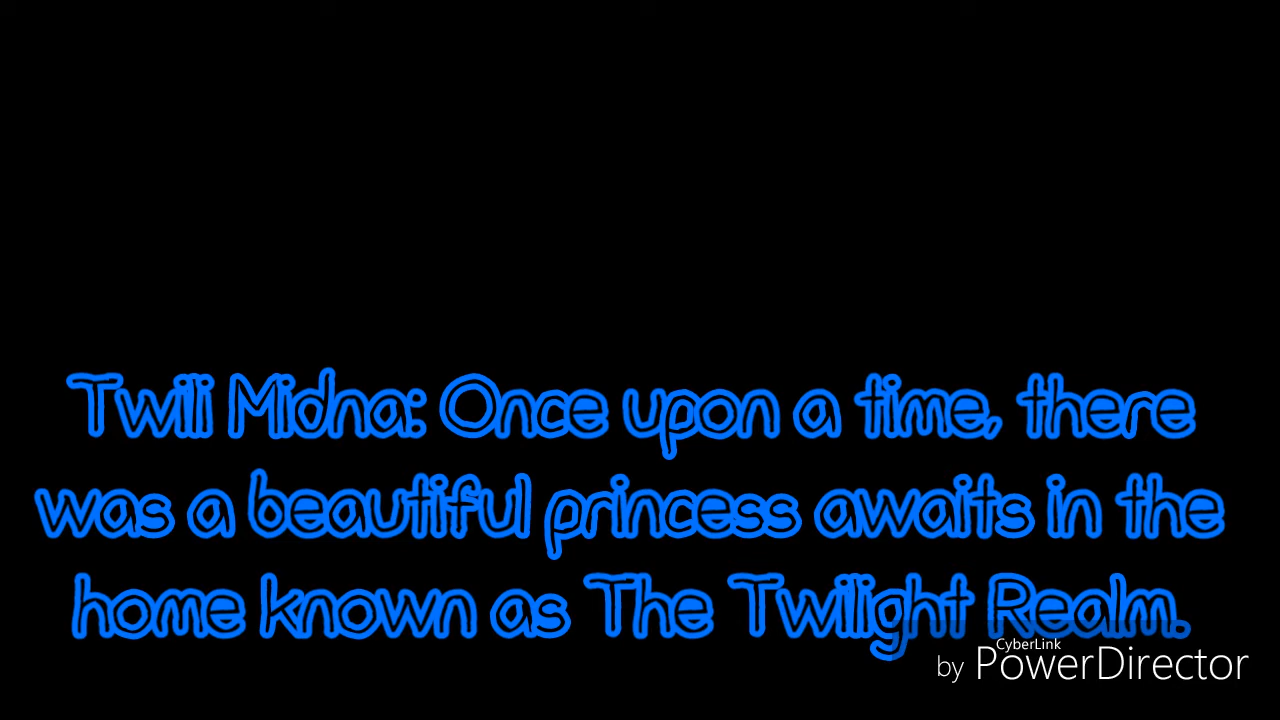 Twili Midna: Once upon a time, there
was a beautiful princess awaits in the
home known as The Twilight Realm.
CyberLink
by PowerDirector